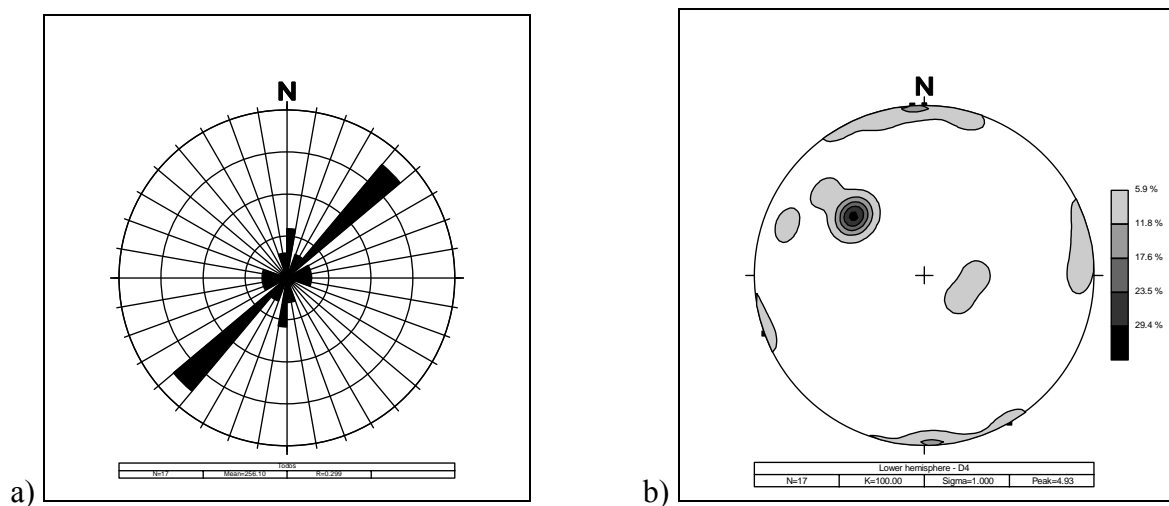 N
Todos
N=17 Mean=256.10 R=0.299
a)
N
5.9 %
11.8 %
17.6 %
23.5 %
29.4 %
Lower hemisphere - D4
N=17 K=100.00 Sigma=1.000 Peak=4.93
b)